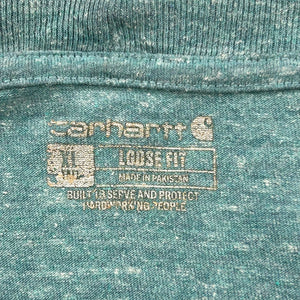 carhartt
XL
LOOSE FIT
MADE IN PAKISTAN
BUILT TO SERVE AND PROTECT
HARDWORKING PEOPLE.